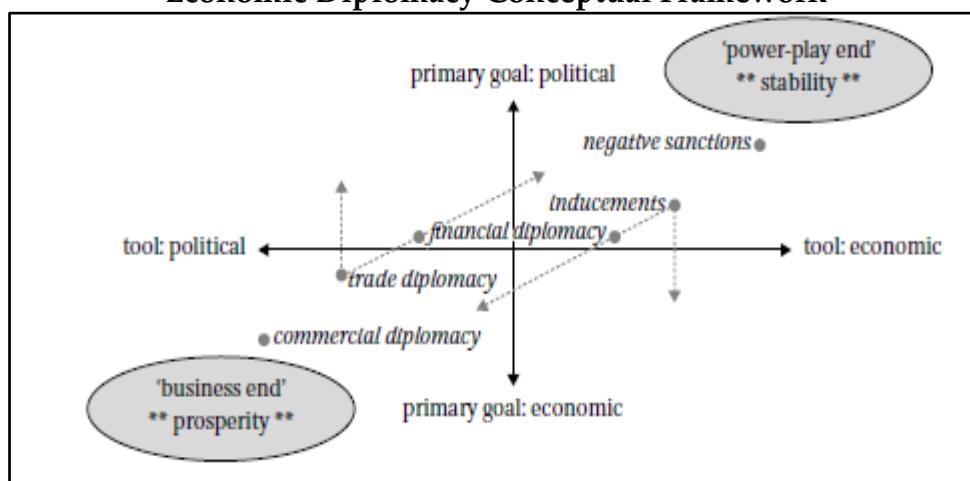 Economic Diplomacy Conceptual Framework
'power-play end'
** stability **
primary goal: political
negative sanctions
inducements
financial diplomacy
tool: political
tool: economic
trade diplomacy
commercial diplomacy
'business end'
** prosperity **
primary goal: economic